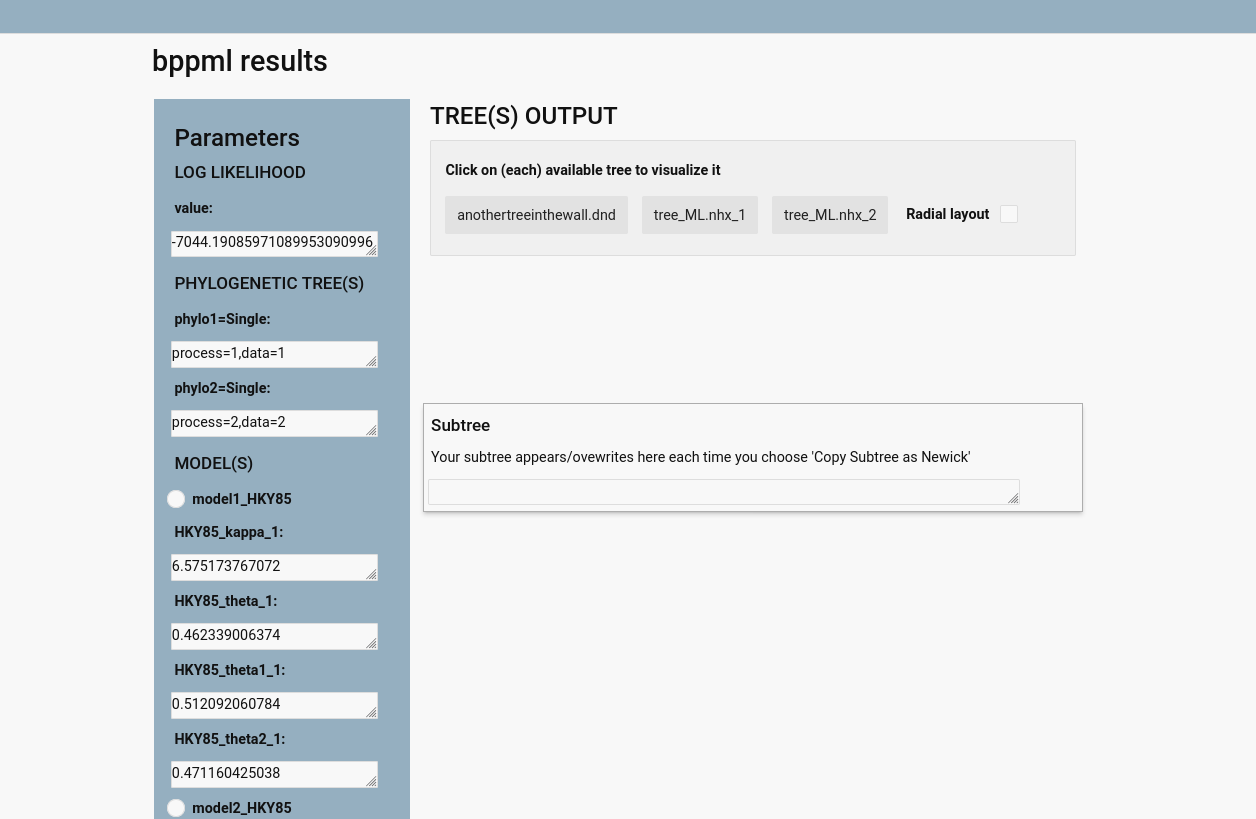 bppml results
Parameters
LOG LIKELIHOOD
value:
-7044.19085971089953090996
PHYLOGENETIC TREE(S)
phylo1=Single:
process=1,data=1
phylo2=Single:
process=2,data=2
MODEL(S)
model1_HKY85
HKY85_kappa_1:
6.575173767072
HKY85_theta_1:
0.462339006374
HKY85_theta1_1:
0.512092060784
HKY85_theta2_1:
0.471160425038
model2_HKY85
TREE(S) OUTPUT
Click on (each) available tree to visualize it
anothertreeinthewall.dnd tree_ML.nhx_1 tree_ML.nhx_2 Radial layout
Subtree
Your subtree appears/ovewrites here each time you choose 'Copy Subtree as Newick'